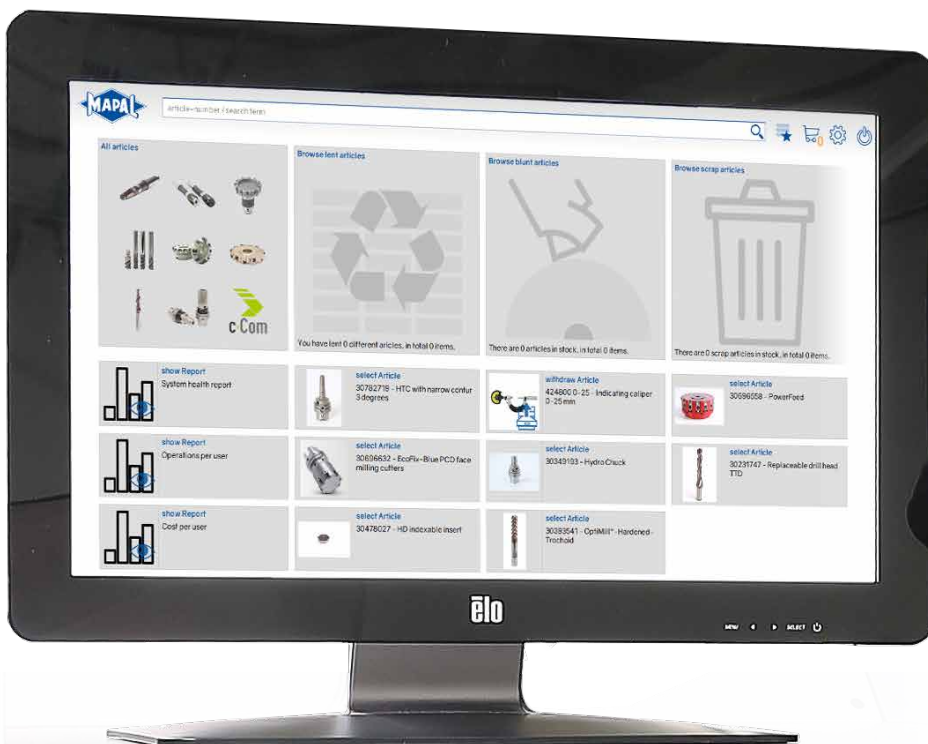 MAPAL
article-number / search term
0
All articles
Browse lent articles
Browse blunt articles
Browse scrap articles
c-Com
You have lent 0 different aricles, in total 0 items.
There are 0 articles in stock, in total 0 items.
There are 0 scrap articles in stock, in total 0 items.
show Report
System health report
select Article
30782719 - HTC with narrow contur
3 degrees
withdraw Article
424800 0-25 - Indicating caliper
0-25 mm
select Article
30696558 - PowerFeed
show Report
Operations per user
select Article
30696632 - EcoFix-Blue PCD face
milling cutters
select Article
30349193 - Hydro Chuck
select Article
30231747 - Replaceable drill head
TTD
show Report
Cost per user
select Article
30478027 - HD indexable insert
select Article
30393541 - OptiMill® - Hardened -
Trochoid
elo
MENU
SELECT